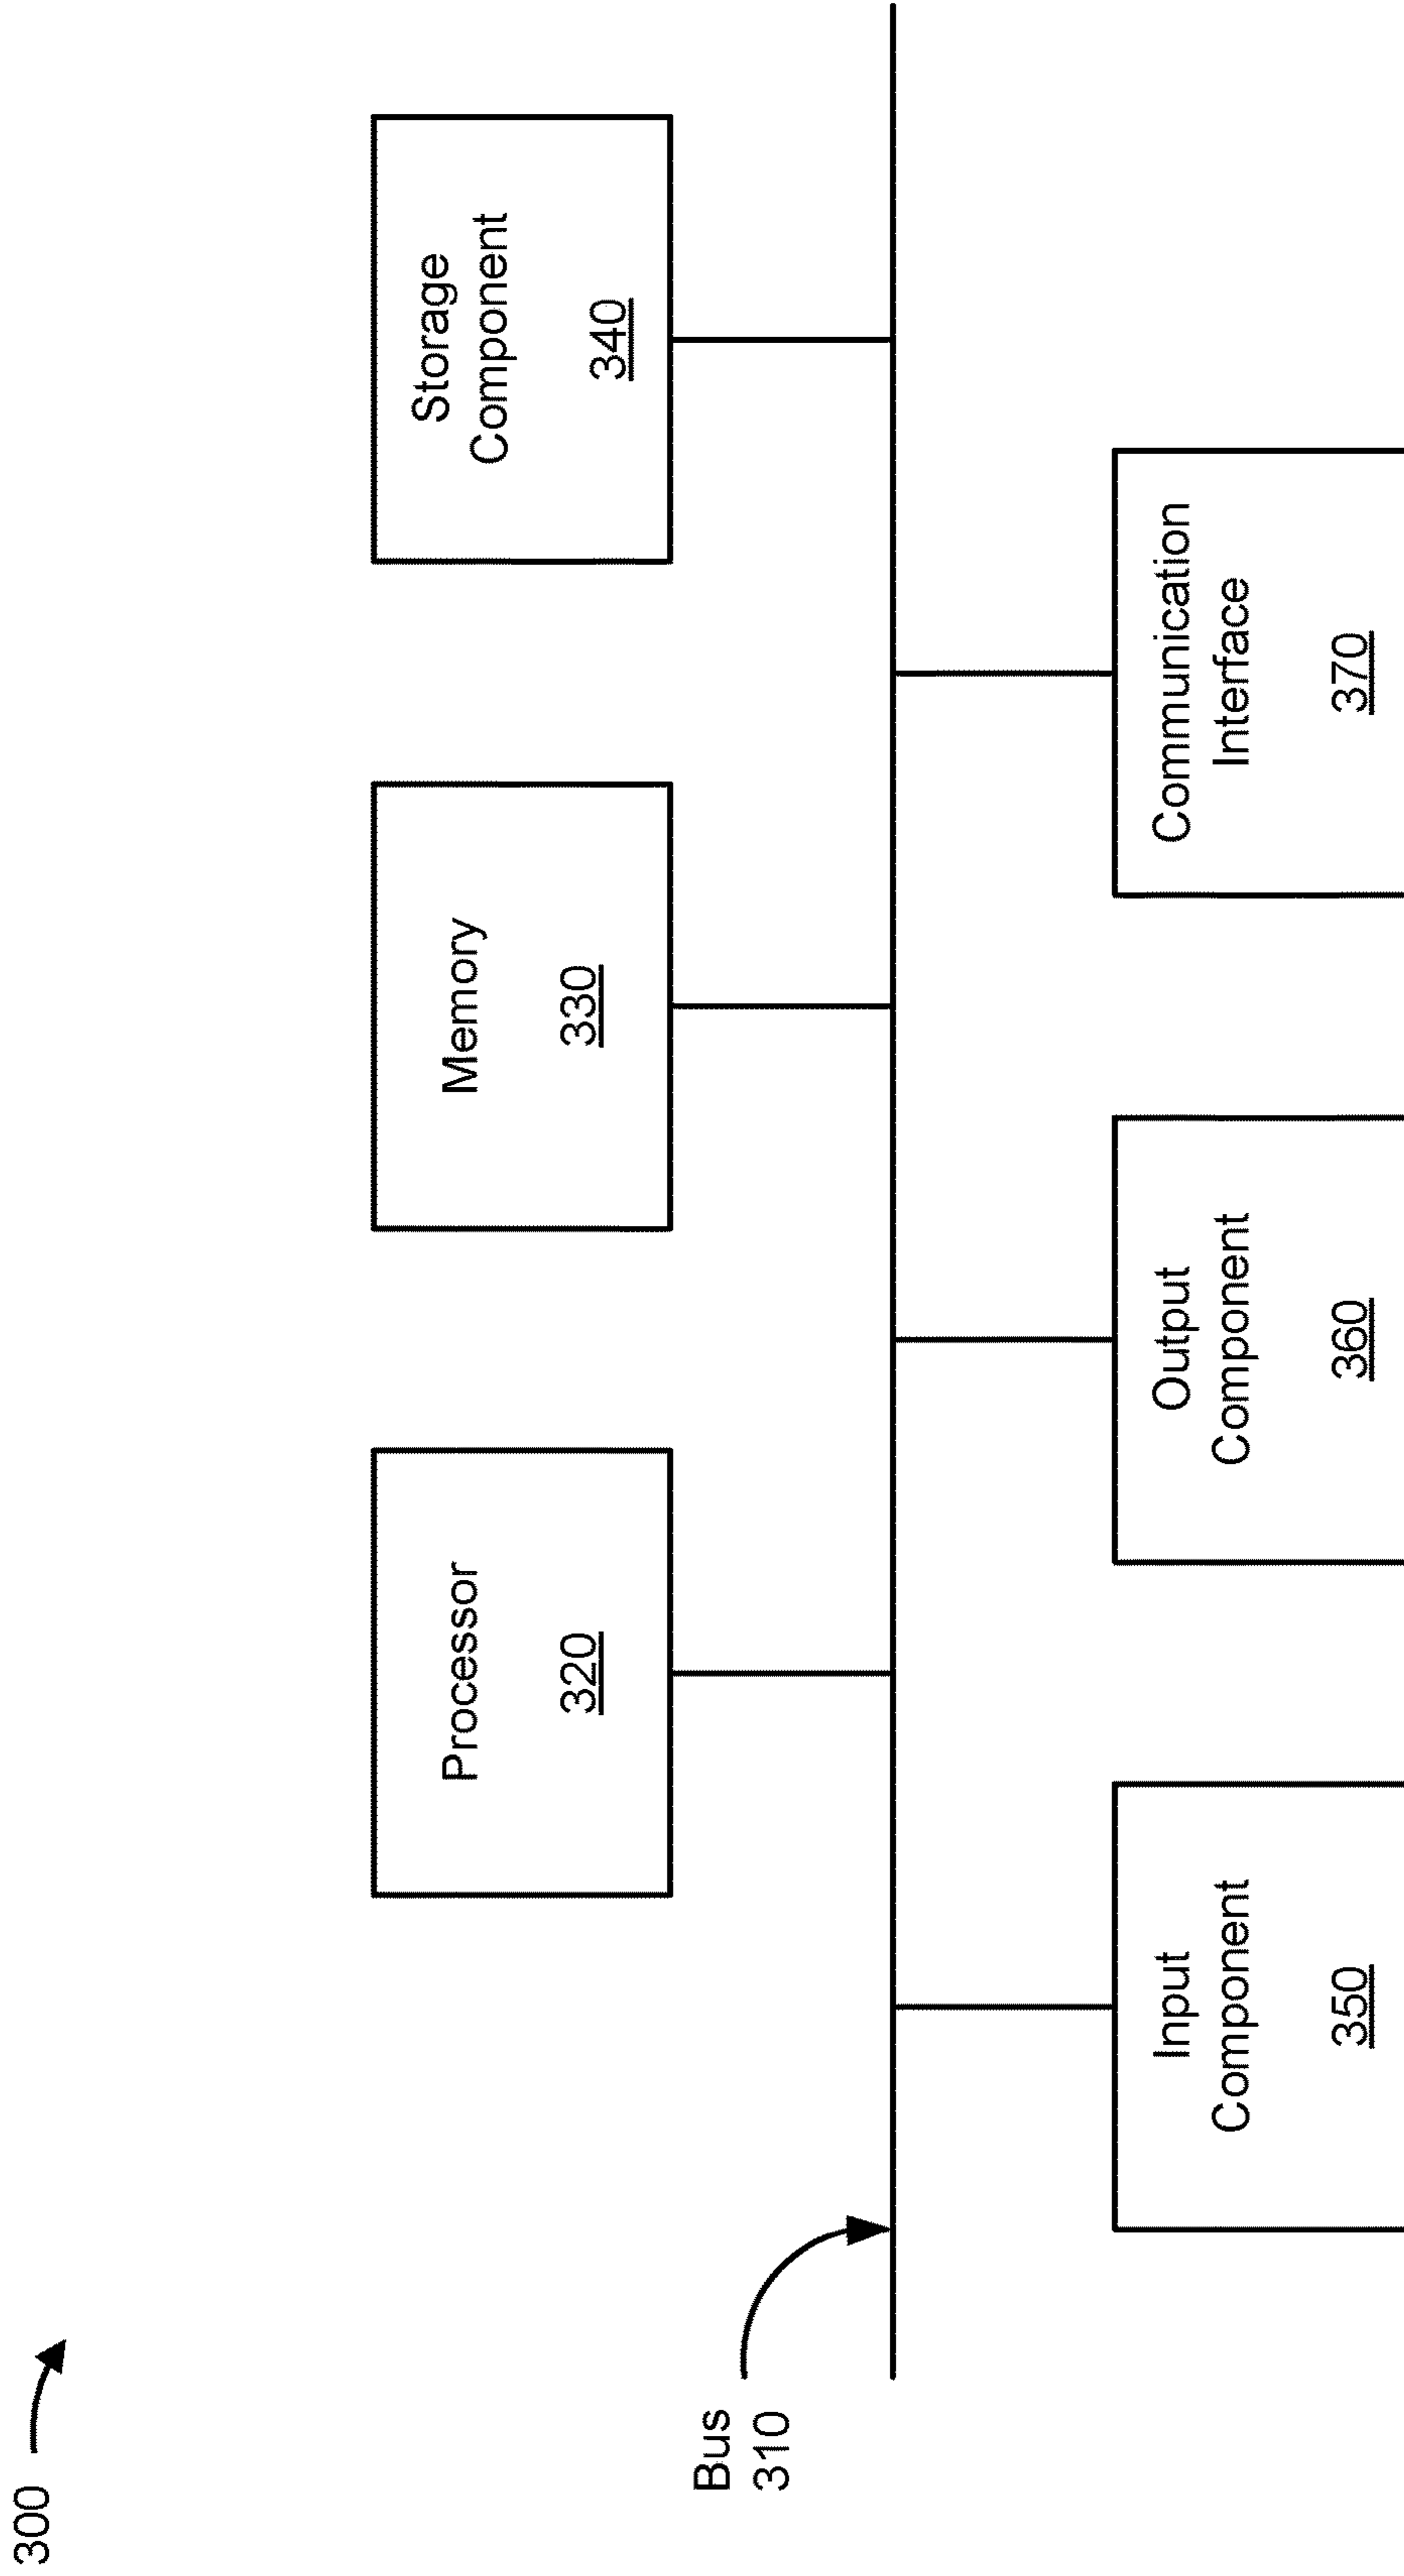 300
Processor
320
Memory
330
Storage
Component
340
Bus
310
Input
Component
350
Output
Component
360
Communication
Interface
370